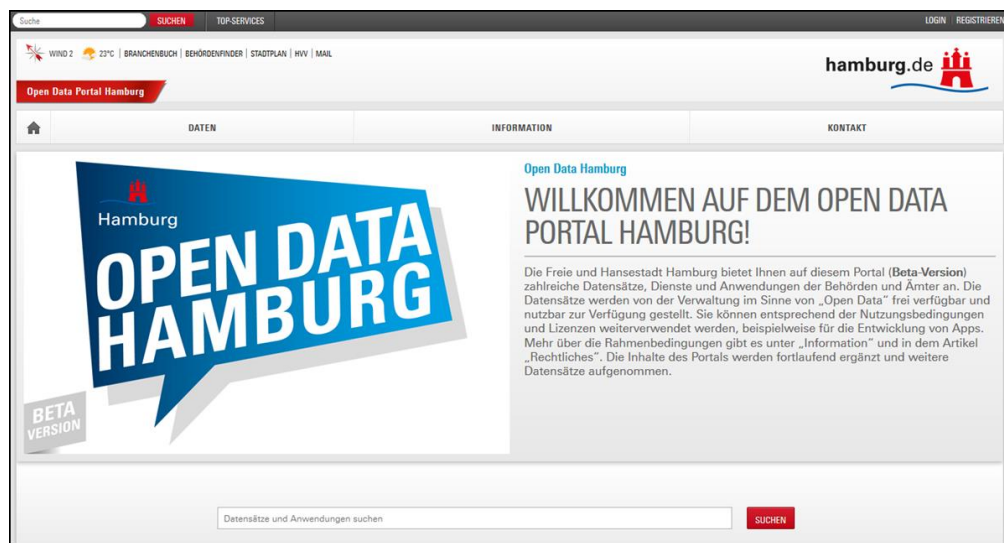 Suche
SUCHEN
TOP-SERVICES
LOGIN
REGISTRIEREN
WIND 2 23°C | BRANCHENBUCH | BEHÖRDENFINDER | STADTPLAN | HVV | MAIL
hamburg.de
Open Data Portal Hamburg
DATEN
INFORMATION
KONTAKT
Hamburg
OPEN DATA
HAMBURG
BETA
VERSION
Open Data Hamburg
WILLKOMMEN AUF DEM OPEN DATA
PORTAL HAMBURG!
Die Freie und Hansestadt Hamburg bietet Ihnen auf diesem Portal (Beta-Version)
zahlreiche Datensätze, Dienste und Anwendungen der Behörden und Ämter an. Die
Datensätze werden von der Verwaltung im Sinne von „Open Data“ frei verfügbar und
nutzbar zur Verfügung gestellt. Sie können entsprechend der Nutzungsbedingungen
und Lizenzen weiterverwendet werden, beispielweise für die Entwicklung von Apps.
Mehr über die Rahmenbedingungen gibt es unter „Information“ und in dem Artikel
„Rechtliches“. Die Inhalte des Portals werden fortlaufend ergänzt und weitere
Datensätze aufgenommen.
Datensätze und Anwendungen suchen
SUCHEN